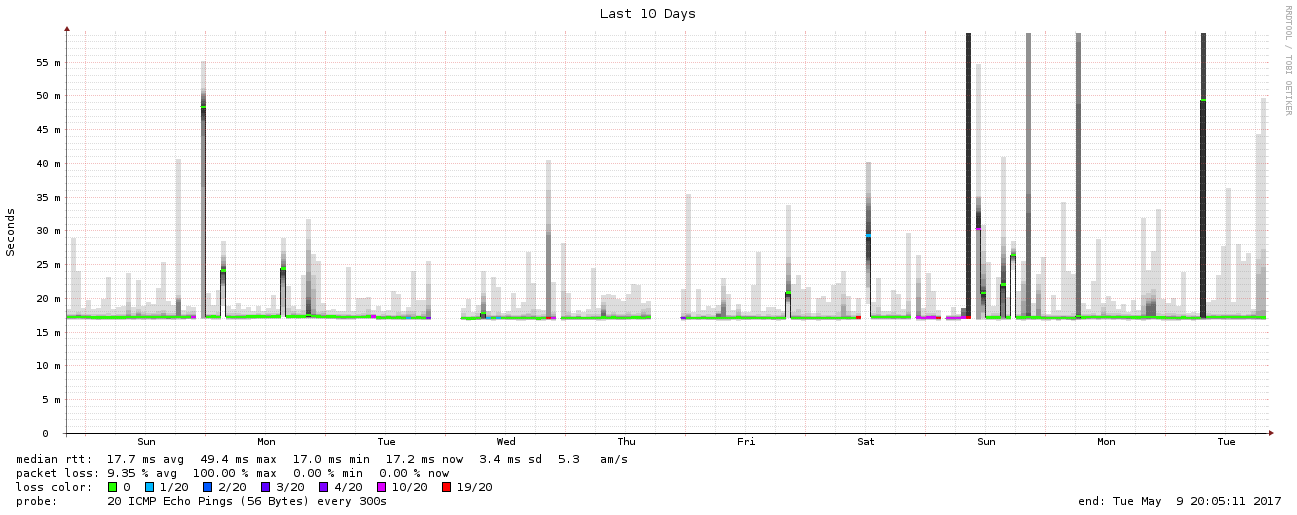 Last 10 Days
RRDTOOL / TOBI OETIKER
Seconds
55 m
50 m
45 m
40 m
35 m
30 m
25 m
20 m
15 m
10 m
5 m
0
Sun Mon Tue Wed Thu Fri Sat Sun Mon Tue
median rtt: 17.7 ms avg 49.4 ms max 17.0 ms min 17.2 ms now 3.4 ms sd 5.3 am/s
packet loss: 9.35 % avg 100.00 % max 0.00 % min 0.00 % now
loss color: 0 1/20 2/20 3/20 4/20 10/20 19/20
probe: 20 ICMP Echo Pings (56 Bytes) every 300s end: Tue May 9 20:05:11 2017